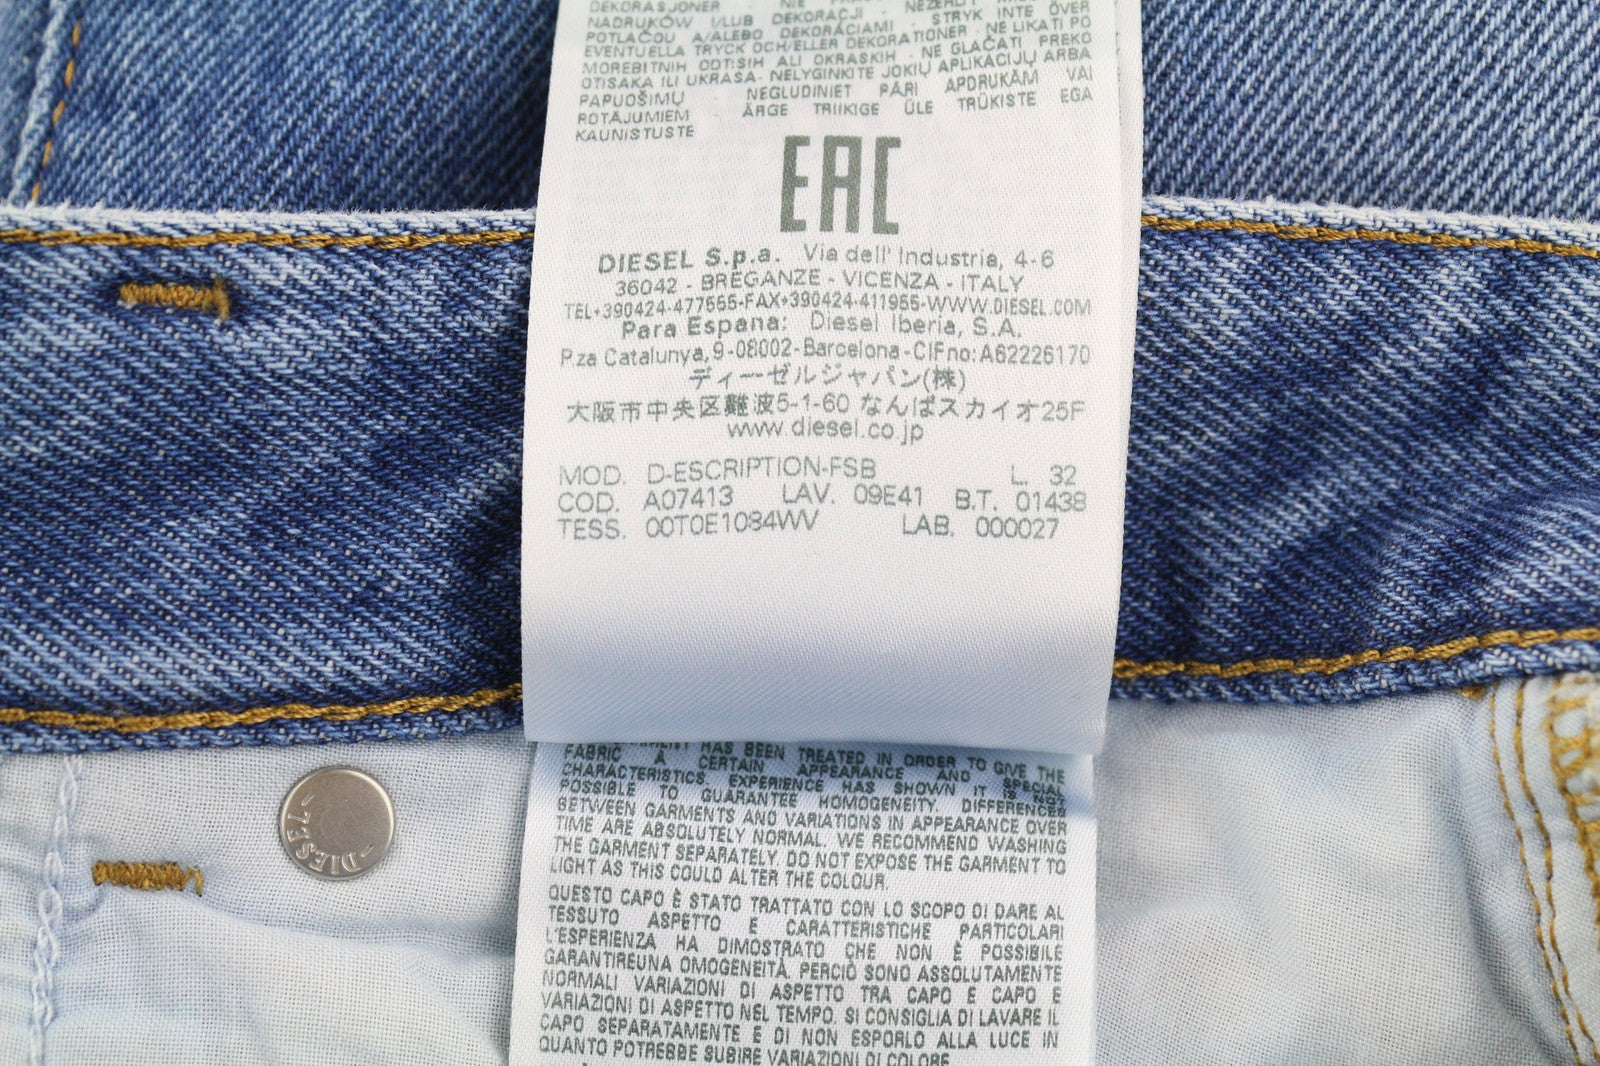 DEKORASJONER - NIE
NADRUKÓW I/LUB DEKORACJI - NEZEHLIT
POTLAČOU A/ALEBO DEKORÁCIAMI - STRYK INTE ÖVER
EVENTUELLA TRYCK OCH/ELLER DEKORATIONER - NE LIKATI PO
MOREBITNIH ODTISIH ALI OKRASKIH - NE GLAČATI PREKO
OTISAKA ILI UKRASA- NELYGINKITE JOKIŲ APLIKACIJŲ ARBA
PAPUOŠIMŲ NEGLUDINIET PĀRI APDRUKĀM VAI
ROTĀJUMIEM ÄRGE TRIIKIGE ÜLE TRÜKISTE EGA
KAUNISTUSTE
EAC
DIESEL S.p.a. Via dell' Industria, 4-6
36042 - BREGANZE - VICENZA - ITALY
TEL+390424-477555-FAX+390424-411955-WWW.DIESEL.COM
Para Espana: Diesel Iberia, S.A.
P.za Catalunya, 9-08002-Barcelona-CIFno:A62226170
ディーゼルジャパン(株)
大阪市中央区難波5-1-60 なんばスカイオ25F
www.diesel.co.jp
MOD. D-ESCRIPTION-FSB L. 32
COD. A07413 LAV. 09E41 B.T. 01438
TESS. 00T0E1084WV LAB. 000027
HAS BEEN TREATED IN ORDER TO GIVE THE
FABRIC A CERTAIN APPEARANCE AND SPECIAL
CHARACTERISTICS. EXPERIENCE HAS SHOWN IT IS NOT
POSSIBLE TO GUARANTEE HOMOGENEITY. DIFFERENCES
BETWEEN GARMENTS AND VARIATIONS IN APPEARANCE OVER
TIME ARE ABSOLUTELY NORMAL. WE RECOMMEND WASHING
THE GARMENT SEPARATELY. DO NOT EXPOSE THE GARMENT TO
LIGHT AS THIS COULD ALTER THE COLOUR.
QUESTO CAPO È STATO TRATTATO CON LO SCOPO DI DARE AL
TESSUTO ASPETTO E CARATTERISTICHE PARTICOLARI
L'ESPERIENZA HA DIMOSTRATO CHE NON È POSSIBILE
GARANTIREUNA OMOGENEITÀ. PERCIÒ SONO ASSOLUTAMENTE
NORMALI VARIAZIONI DI ASPETTO TRA CAPO E CAPO E
VARIAZIONI DI ASPETTO NEL TEMPO. SI CONSIGLIA DI LAVARE IL
CAPO SEPARATAMENTE E DI NON ESPORLO ALLA LUCE IN
QUANTO POTREBBE SUBIRE VARIAZIONI DI COLORE
-DIESEL-